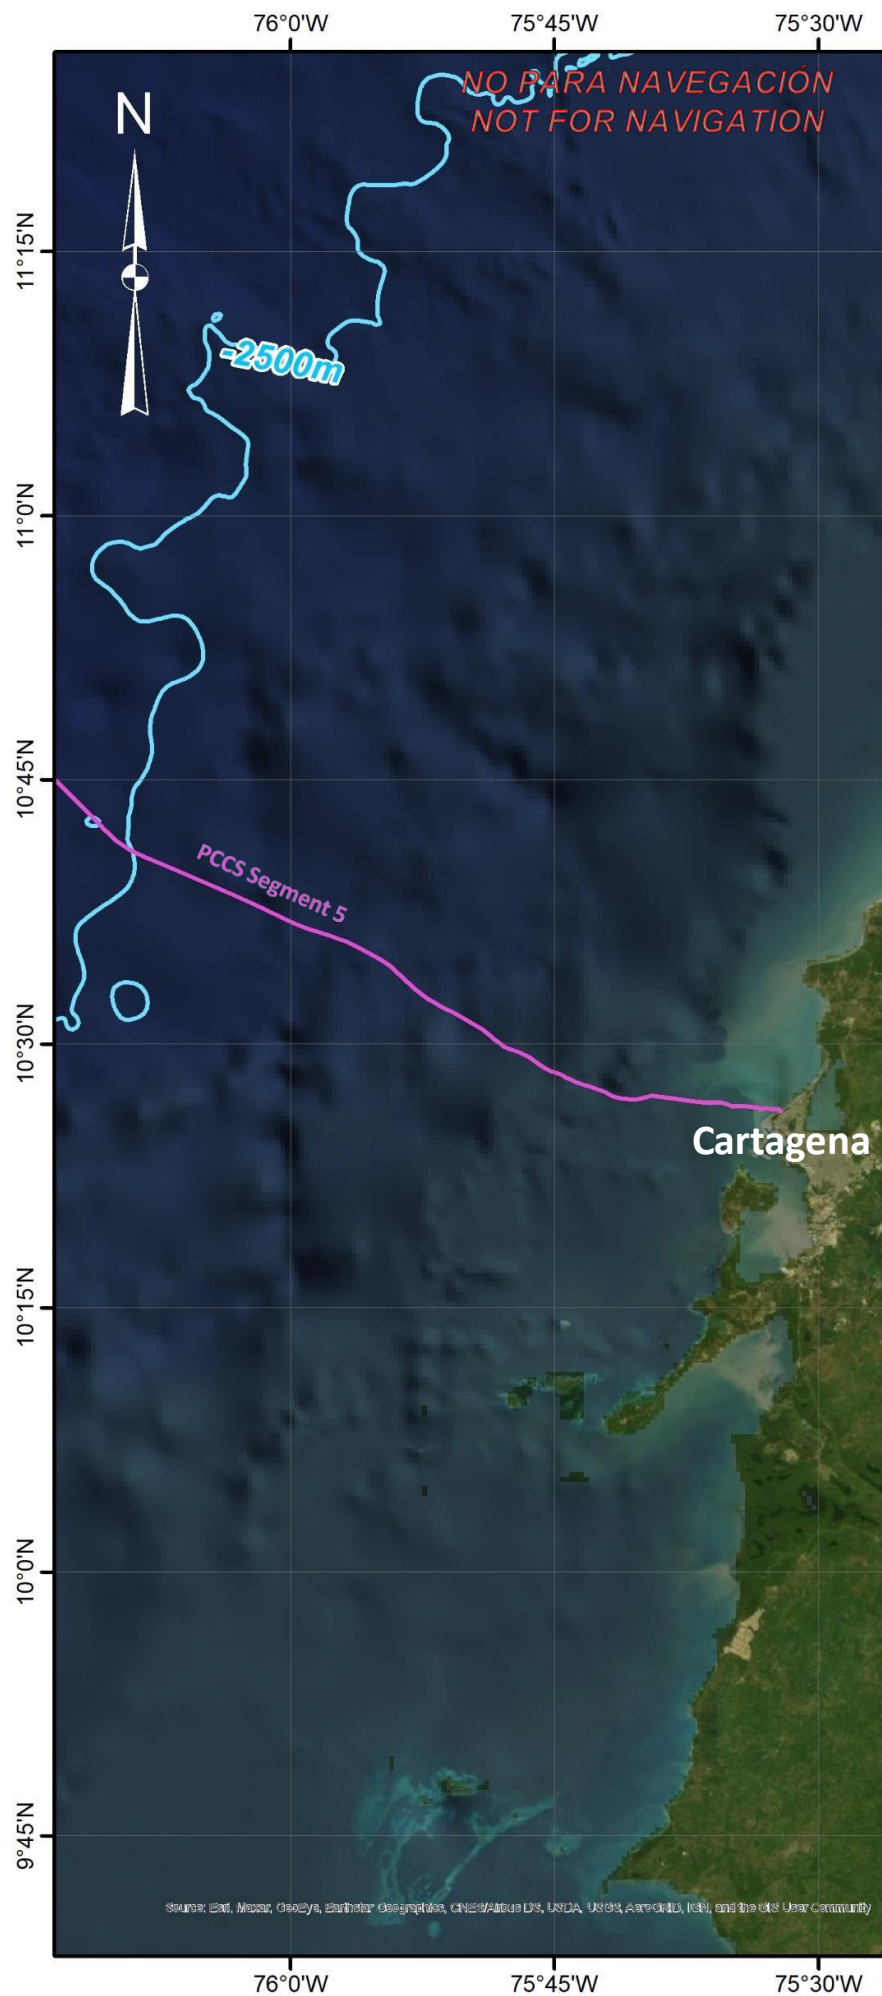 76°0'W 75°45'W 75°30'W
NO PARA NAVEGACIÓN
NOT FOR NAVIGATION
N
11°15'N
-2500m
11°0'N
10°45'N
PCCS Segment 5
10°30'N
Cartagena
10°15'N
10°0'N
9°45'N
Source: Esri, Maxar, GeoEye, Earthstar Geographics, CNES/Airbus DS, USDA, USGS, AeroGRID, IGN, and the GIS User Community
76°0'W 75°45'W 75°30'W